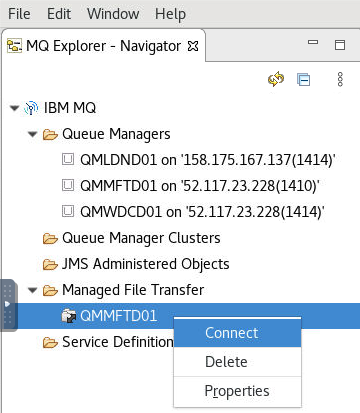 File Edit Window Help
MQ Explorer - Navigator
IBM MQ
Queue Managers
QMLDND01 on '158.175.167.137(1414)'
QMMFTD01 on '52.117.23.228(1410)'
QMWDCD01 on '52.117.23.228(1414)'
Queue Manager Clusters
JMS Administered Objects
Managed File Transfer
QMMFTD01
Connect
Service Definition
Delete
Properties